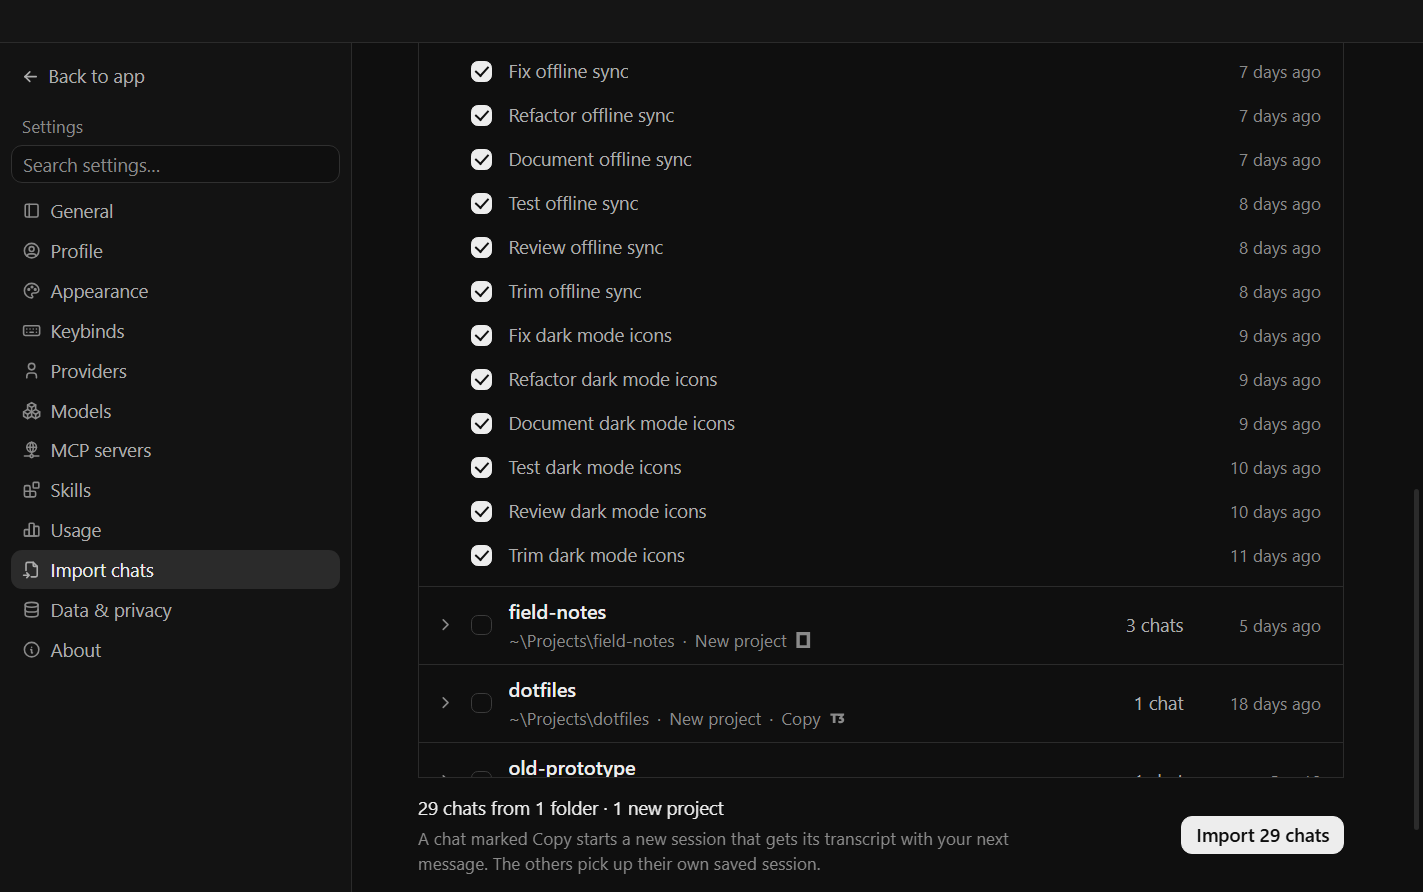 Back to app
Settings
Search settings...
General
Profile
Appearance
Keybinds
Providers
Models
MCP servers
Skills
Usage
Import chats
Data & privacy
About
Fix offline sync 7 days ago
Refactor offline sync 7 days ago
Document offline sync 7 days ago
Test offline sync 8 days ago
Review offline sync 8 days ago
Trim offline sync 8 days ago
Fix dark mode icons 9 days ago
Refactor dark mode icons 9 days ago
Document dark mode icons 9 days ago
Test dark mode icons 10 days ago
Review dark mode icons 10 days ago
Trim dark mode icons 11 days ago
field-notes
~\Projects\field-notes · New project
3 chats 5 days ago
dotfiles
~\Projects\dotfiles · New project · Copy T3
1 chat 18 days ago
old-prototype
29 chats from 1 folder · 1 new project
A chat marked Copy starts a new session that gets its transcript with your next
message. The others pick up their own saved session.
Import 29 chats